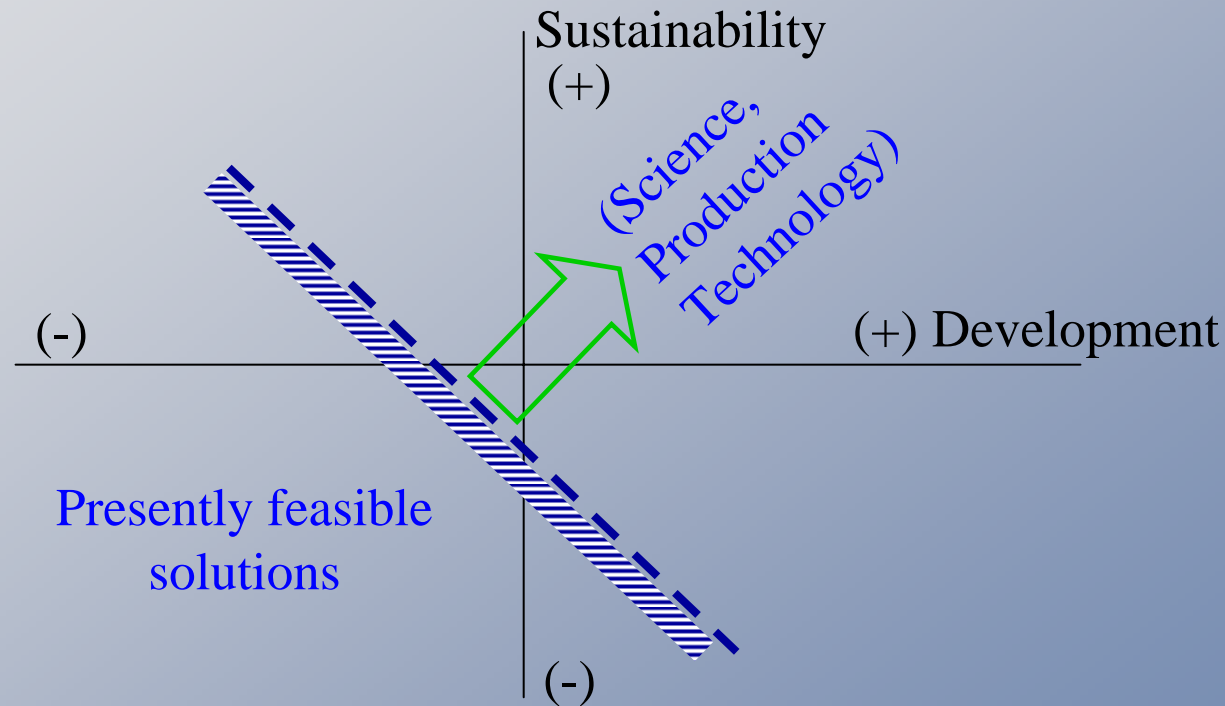 Sustainability
(+)
(Science,
Production
Technology)
(-)
(+) Development
Presently feasible
solutions
(-)